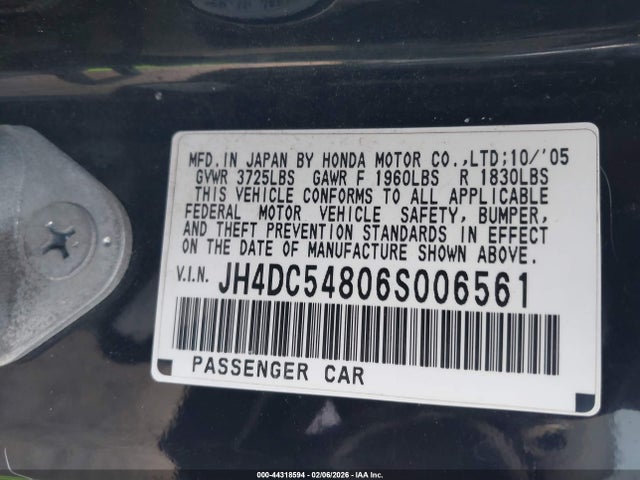 MFD. IN JAPAN BY HONDA MOTOR CO.,LTD; 10/'05
GVWR 3725LBS GAWR F 1960LBS R 1830LBS
THIS VEHICLE CONFORMS TO ALL APPLICABLE
FEDERAL MOTOR VEHICLE SAFETY, BUMPER,
AND THEFT PREVENTION STANDARDS IN EFFECT
ON THE DATE OF MANUFACTURE SHOWN ABOVE.
V.I.N. JH4DC54806S006561
PASSENGER CAR
000-44318594 - 02/06/2026 - IAA Inc.